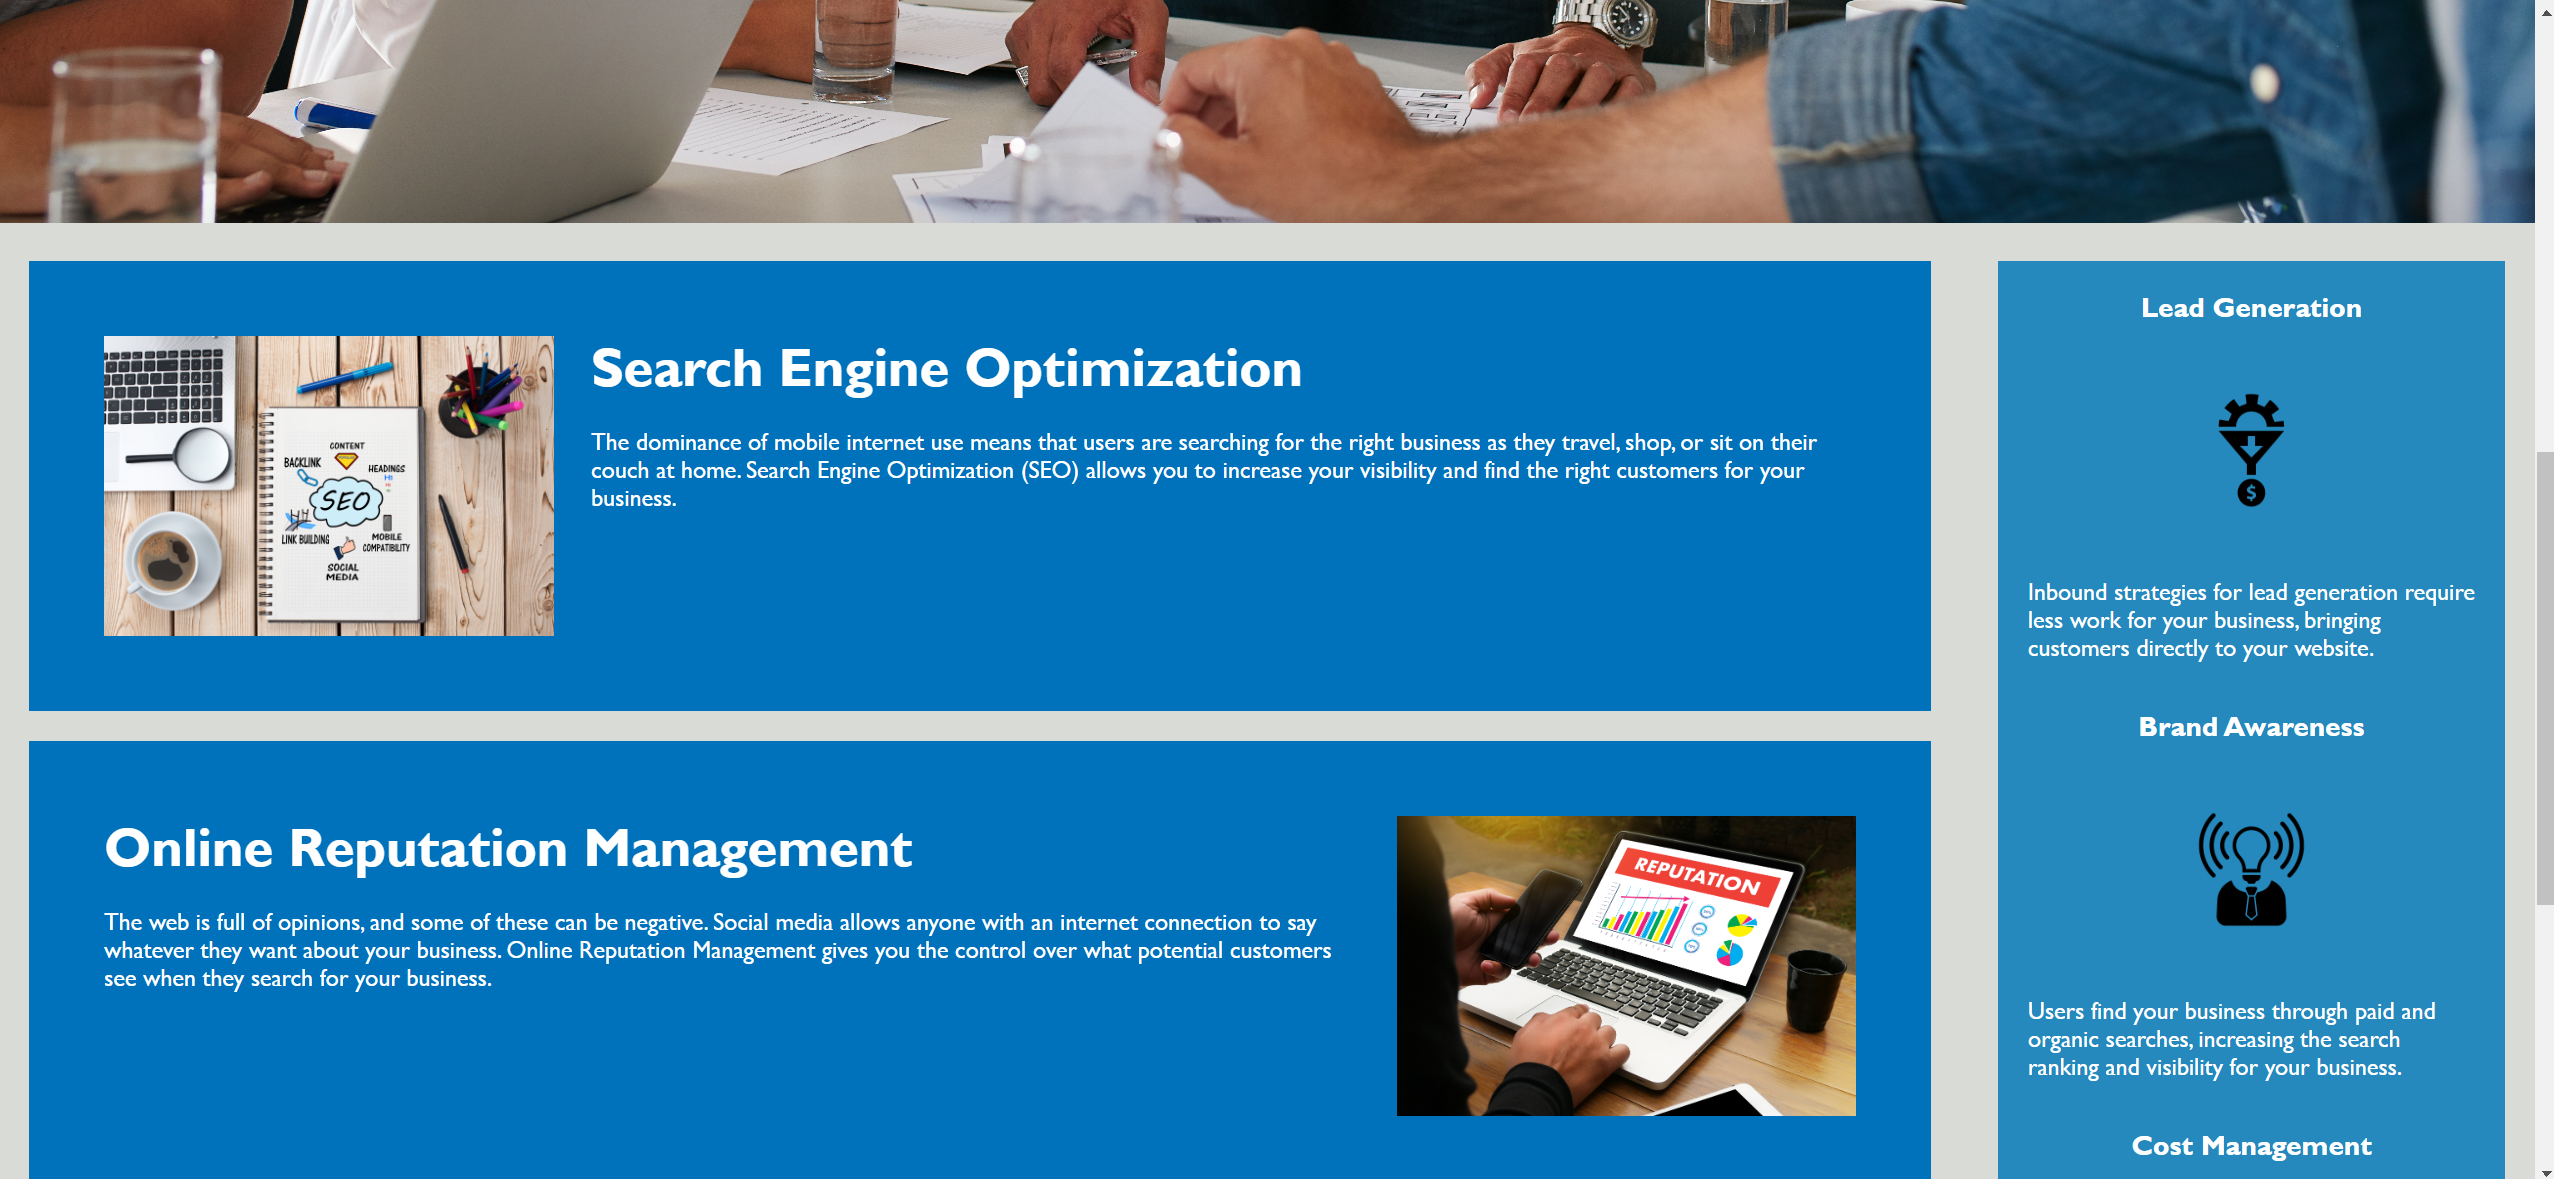 Search Engine Optimization
The dominance of mobile internet use means that users are searching for the right business as they travel, shop, or sit on their
couch at home. Search Engine Optimization (SEO) allows you to increase your visibility and find the right customers for your
business.
CONTENT
BACKLINK
HEADINGS
H1
SEO
LINK BUILDING
MOBILE
COMPATIBILITY
SOCIAL
MEDIA
Online Reputation Management
The web is full of opinions, and some of these can be negative. Social media allows anyone with an internet connection to say
whatever they want about your business. Online Reputation Management gives you the control over what potential customers
see when they search for your business.
REPUTATION
Lead Generation
$
Inbound strategies for lead generation require
less work for your business, bringing
customers directly to your website.
Brand Awareness
Users find your business through paid and
organic searches, increasing the search
ranking and visibility for your business.
Cost Management